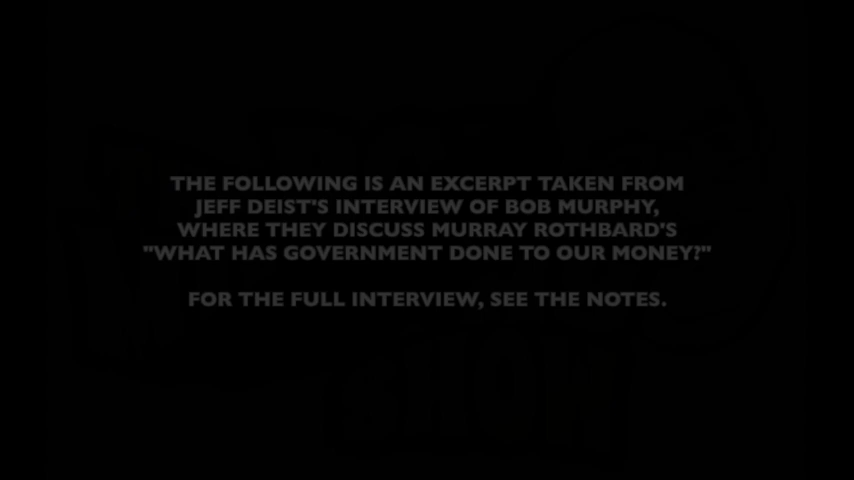 THE FOLLOWING IS AN EXCERPT TAKEN FROM
JEFF DEIST'S INTERVIEW OF BOB MURPHY,
WHERE THEY DISCUSS MURRAY ROTHBARD'S
"WHAT HAS GOVERNMENT DONE TO OUR MONEY?"
FOR THE FULL INTERVIEW, SEE THE NOTES.
SHOW